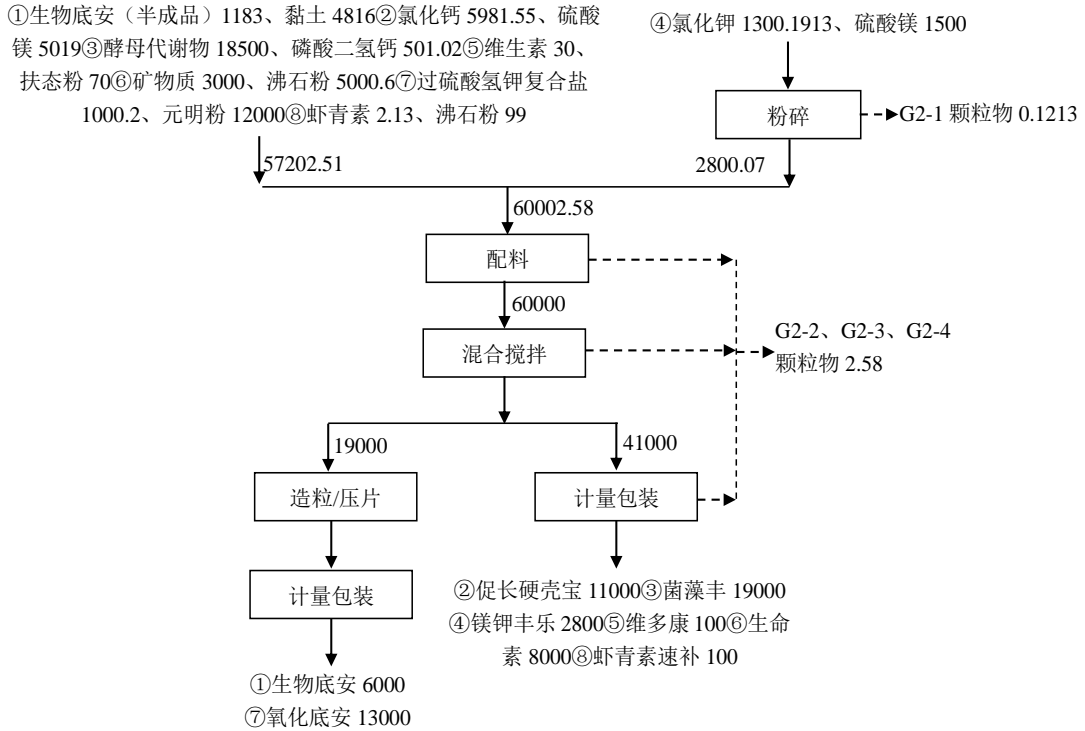 ①生物底安（半成品）1183、黏土 4816②氯化钙 5981.55、硫酸
镁 5019③酵母代谢物 18500、磷酸二氢钙 501.02⑤维生素 30、
扶态粉 70⑥矿物质 3000、沸石粉 5000.6⑦过硫酸氢钾复合盐
1000.2、元明粉 12000⑧虾青素 2.13、沸石粉 99
④氯化钾 1300.1913、硫酸镁 1500
粉碎
G2-1 颗粒物 0.1213
57202.51
2800.07
60002.58
配料
60000
混合搅拌
G2-2、G2-3、G2-4
颗粒物 2.58
19000
41000
造粒/压片
计量包装
计量包装
②促长硬壳宝 11000③菌藻丰 19000
④镁钾丰乐 2800⑤维多康 100⑥生命
素 8000⑧虾青素速补 100
①生物底安 6000
⑦氧化底安 13000